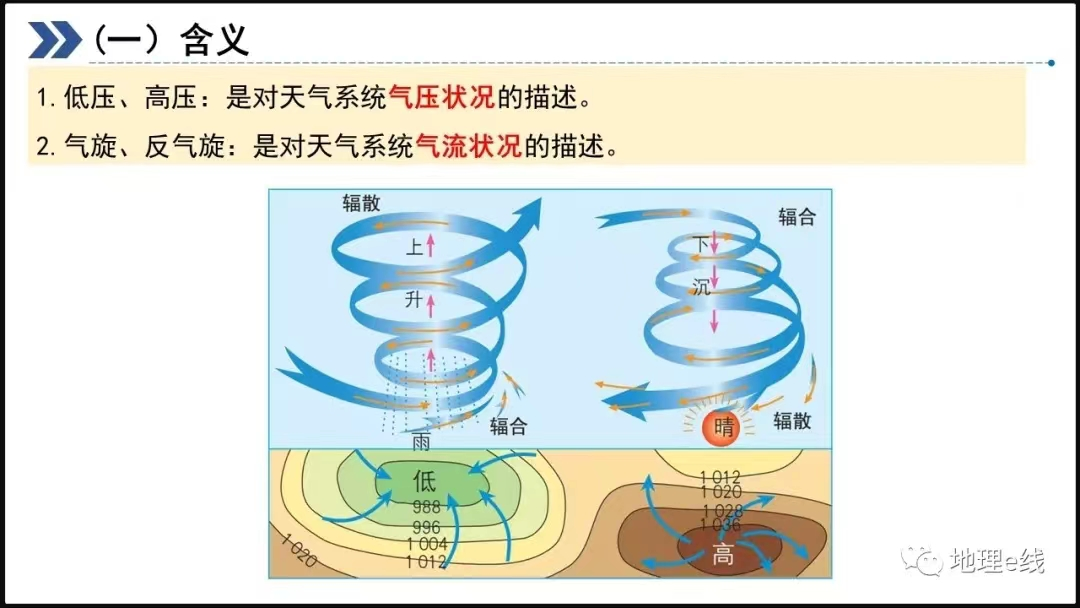 （一）含义
1. 低压、高压：是对天气系统气压状况的描述。
2. 气旋、反气旋：是对天气系统气流状况的描述。
辐散
上
升
雨
辐合
辐合
下
沉
晴
辐散
低
988
996
1 004
1 012
1 020
1 012
1 020
1 028
1 036
高
地理e线